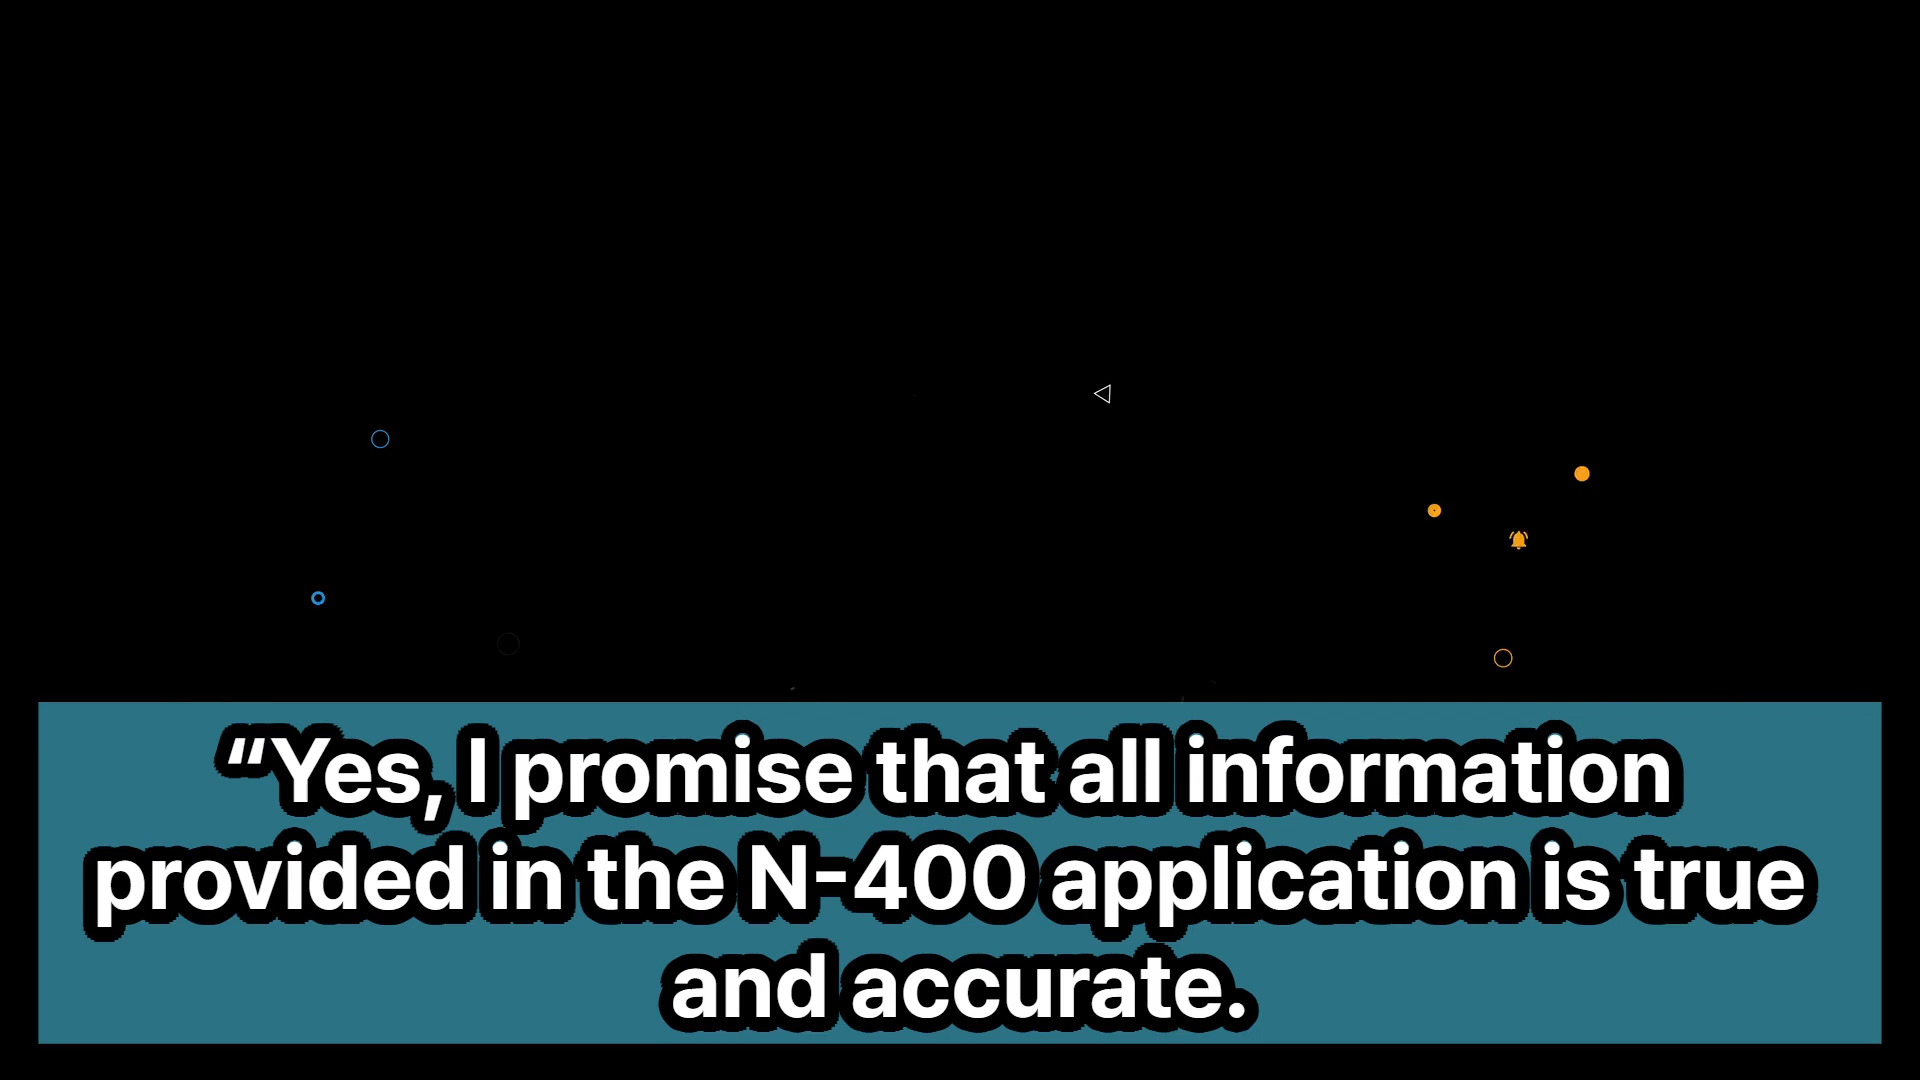 “Yes, I promise that all information
provided in the N-400 application is true
and accurate.